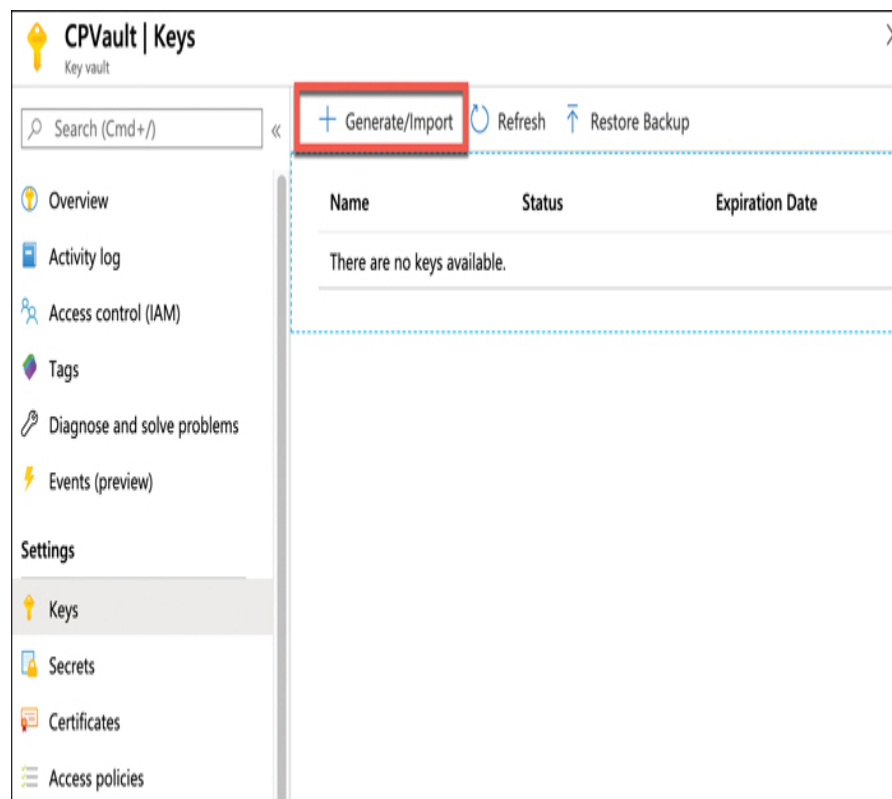 CPVault | Keys
Key vault
Search (Cmd+/)
Generate/Import
Refresh
Restore Backup
Overview
Activity log
Access control (IAM)
Tags
Diagnose and solve problems
Events (preview)
Settings
Keys
Secrets
Certificates
Access policies
Name Status Expiration Date
There are no keys available.